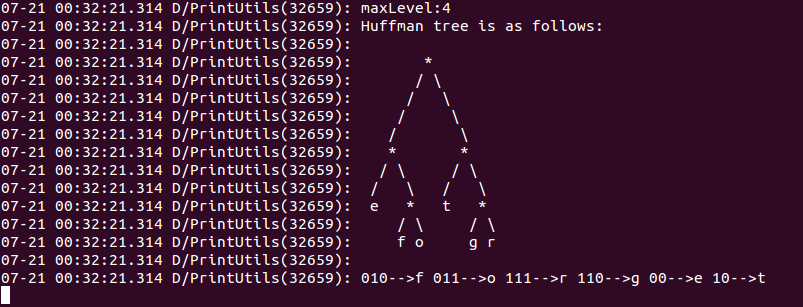 07-21 00:32:21.314 D/PrintUtils(32659): maxLevel:4
07-21 00:32:21.314 D/PrintUtils(32659): Huffman tree is as follows:
07-21 00:32:21.314 D/PrintUtils(32659):
07-21 00:32:21.314 D/PrintUtils(32659):         *
07-21 00:32:21.314 D/PrintUtils(32659):        / \
07-21 00:32:21.314 D/PrintUtils(32659):       /   \
07-21 00:32:21.314 D/PrintUtils(32659):      /     \
07-21 00:32:21.314 D/PrintUtils(32659):     /       \
07-21 00:32:21.314 D/PrintUtils(32659):     *       *
07-21 00:32:21.314 D/PrintUtils(32659):    / \     / \
07-21 00:32:21.314 D/PrintUtils(32659):   /   \   /   \
07-21 00:32:21.314 D/PrintUtils(32659):   e   *   t   *
07-21 00:32:21.314 D/PrintUtils(32659):      / \     / \
07-21 00:32:21.314 D/PrintUtils(32659):      f o     g r
07-21 00:32:21.314 D/PrintUtils(32659):
07-21 00:32:21.314 D/PrintUtils(32659): 010-->f 011-->o 111-->r 110-->g 00-->e 10-->t